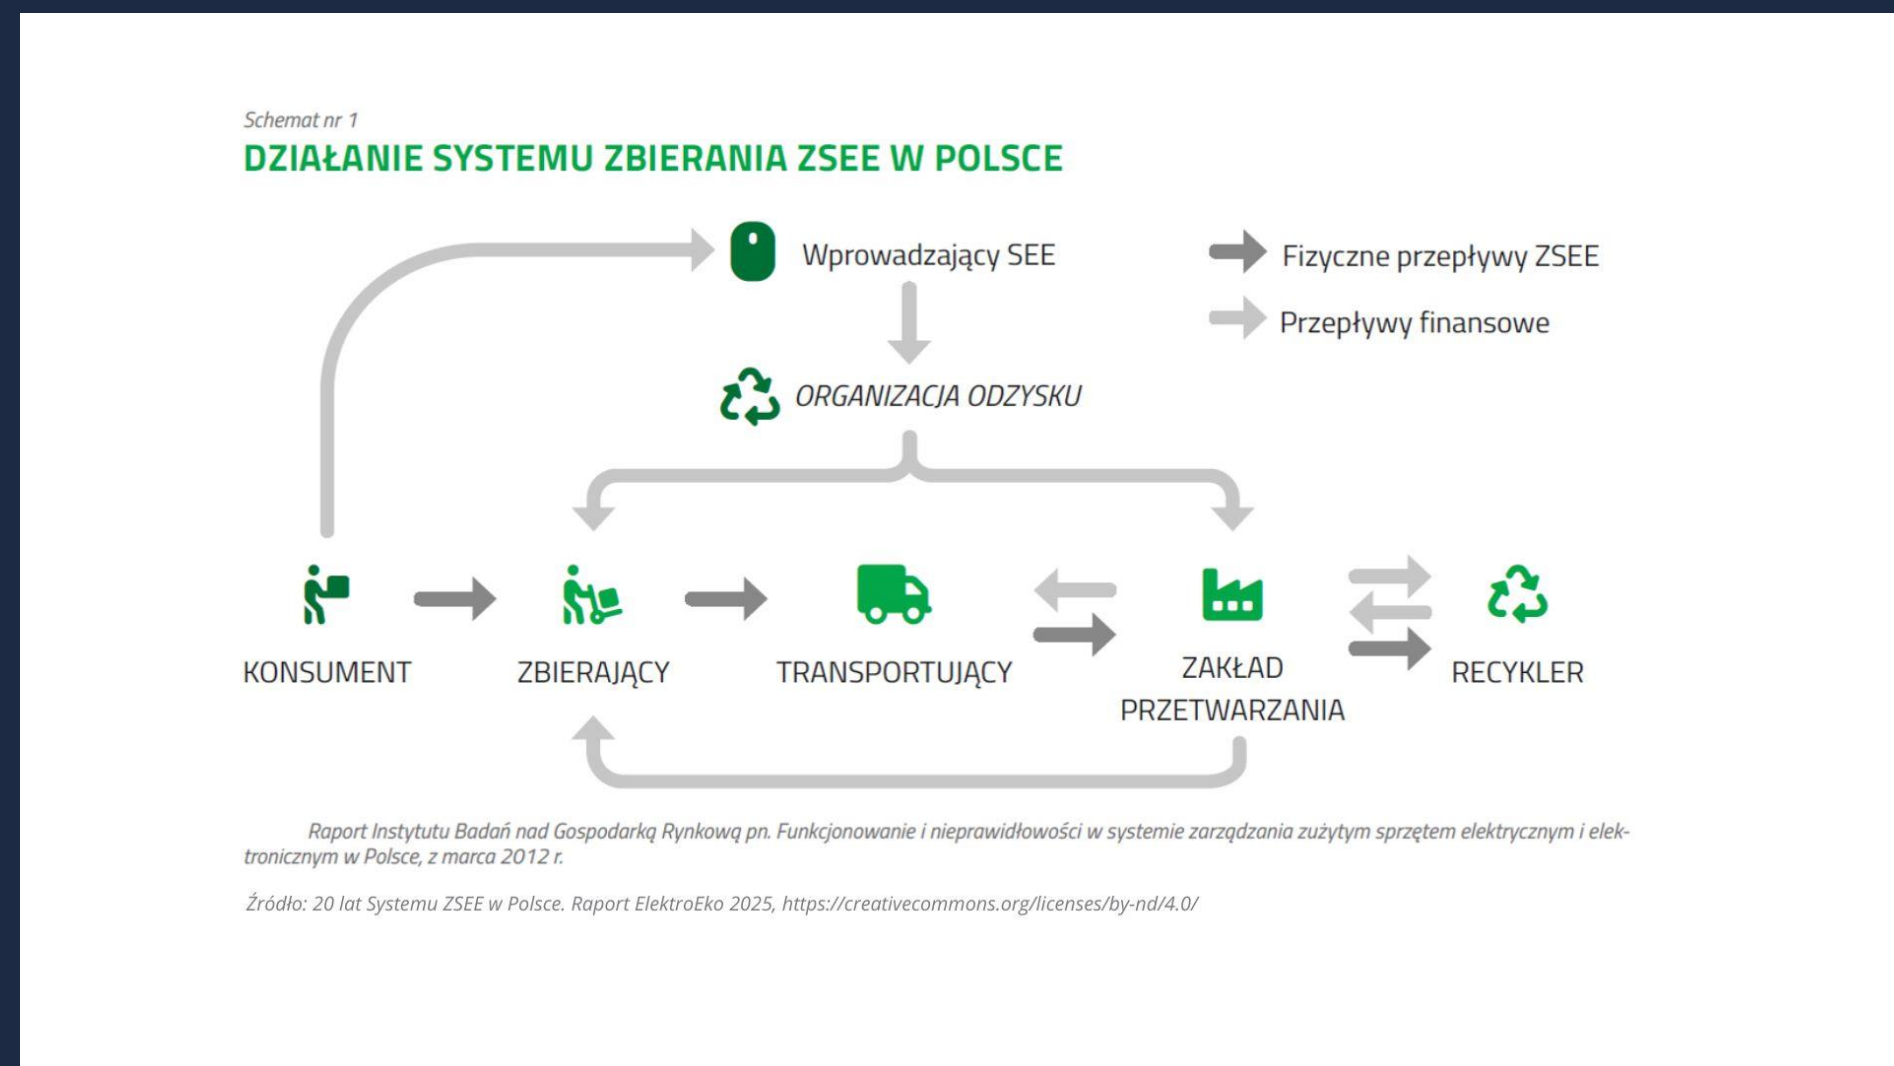 Schemat nr 1
DZIAŁANIE SYSTEMU ZBIERANIA ZSEE W POLSCE
Wprowadzający SEE
Fizyczne przepływy ZSEE
Przepływy finansowe
ORGANIZACJA ODZYSKU
KONSUMENT
ZBIERAJĄCY
TRANSPORTUJĄCY
ZAKŁAD
PRZETWARZANIA
RECYKLER
Raport Instytutu Badań nad Gospodarką Rynkową pn. Funkcjonowanie i nieprawidłowości w systemie zarządzania zużytym sprzętem elektrycznym i elek-
tronicznym w Polsce, z marca 2012 r.
Źródło: 20 lat Systemu ZSEE w Polsce. Raport ElektroEko 2025, https://creativecommons.org/licenses/by-nd/4.0/